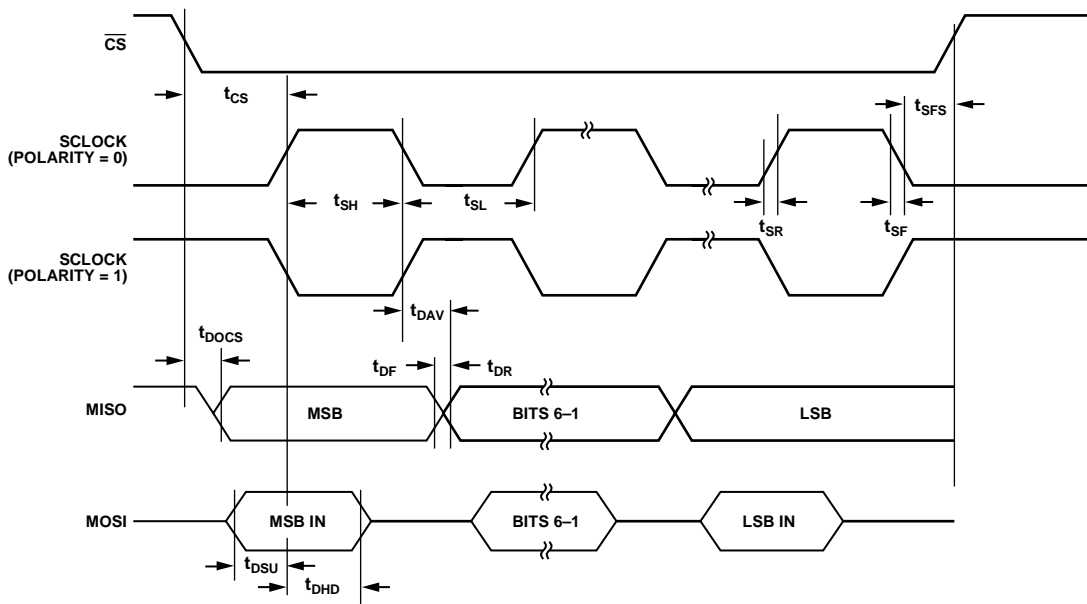 CS
tCS
tSFS
SCLOCK
(POLARITY = 0)
tSH
tSL
tSR
tSF
SCLOCK
(POLARITY = 1)
tDAV
tDOCS
tDF
tDR
MISO
MSB
BITS 6–1
LSB
MOSI
MSB IN
BITS 6–1
LSB IN
tDSU
tDHD